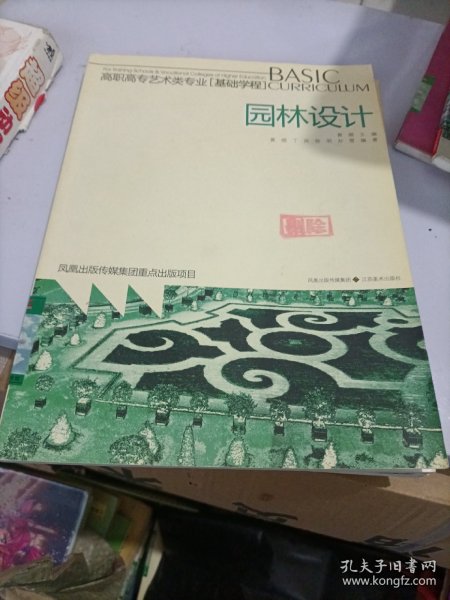 For Training Schools & Vocational Colleges of Higher Education
BASIC
高职高专艺术类专业[基础学程]CURRICULUM
园林设计
删除
凤凰出版传媒集团重点出版项目
凤凰出版传媒集团 江苏美术出版社
孔夫子旧书网
www.kongfz.com